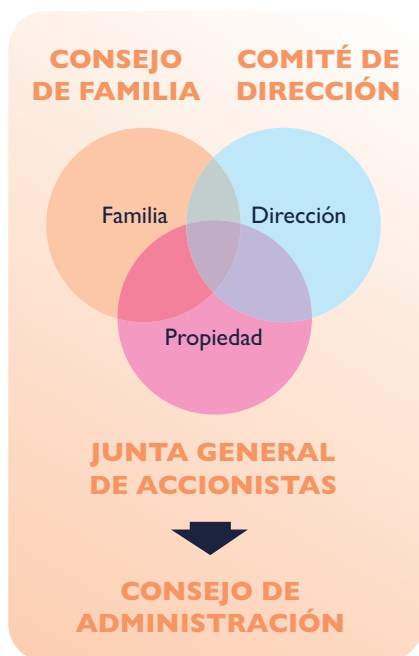 CONSEJO
DE FAMILIA
COMITÉ DE
DIRECCIÓN
Familia
Dirección
Propiedad
JUNTA GENERAL
DE ACCIONISTAS
CONSEJO DE
ADMINISTRACIÓN